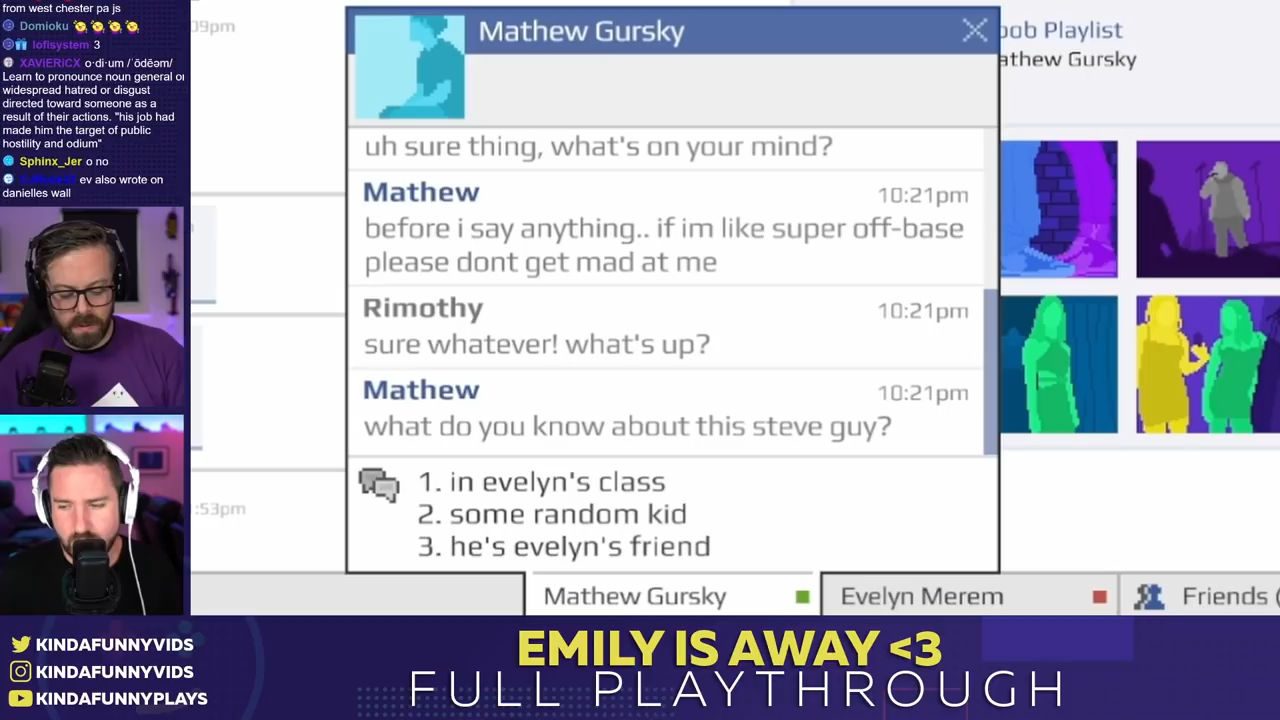 from west chester pa js
Domioku
lofisystem 3
XAViERiCX o·di·um /ˈōdēəm/
Learn to pronounce noun general or
widespread hatred or disgust
directed toward someone as a
result of their actions. "his job had
made him the target of public
hostility and odium"
Sphinx_Jer o no
ev also wrote on
danielles wall
09pm
:53pm
Mathew Gursky
uh sure thing, what's on your mind?
Mathew 10:21pm
before i say anything.. if im like super off-base
please dont get mad at me
Rimothy 10:21pm
sure whatever! what's up?
Mathew 10:21pm
what do you know about this steve guy?
1. in evelyn's class
2. some random kid
3. he's evelyn's friend
oob Playlist
athew Gursky
Mathew Gursky
Evelyn Merem
Friends (
KINDAFUNNYVIDS
KINDAFUNNYVIDS
KINDAFUNNYPLAYS
EMILY IS AWAY <3
FULL PLAYTHROUGH